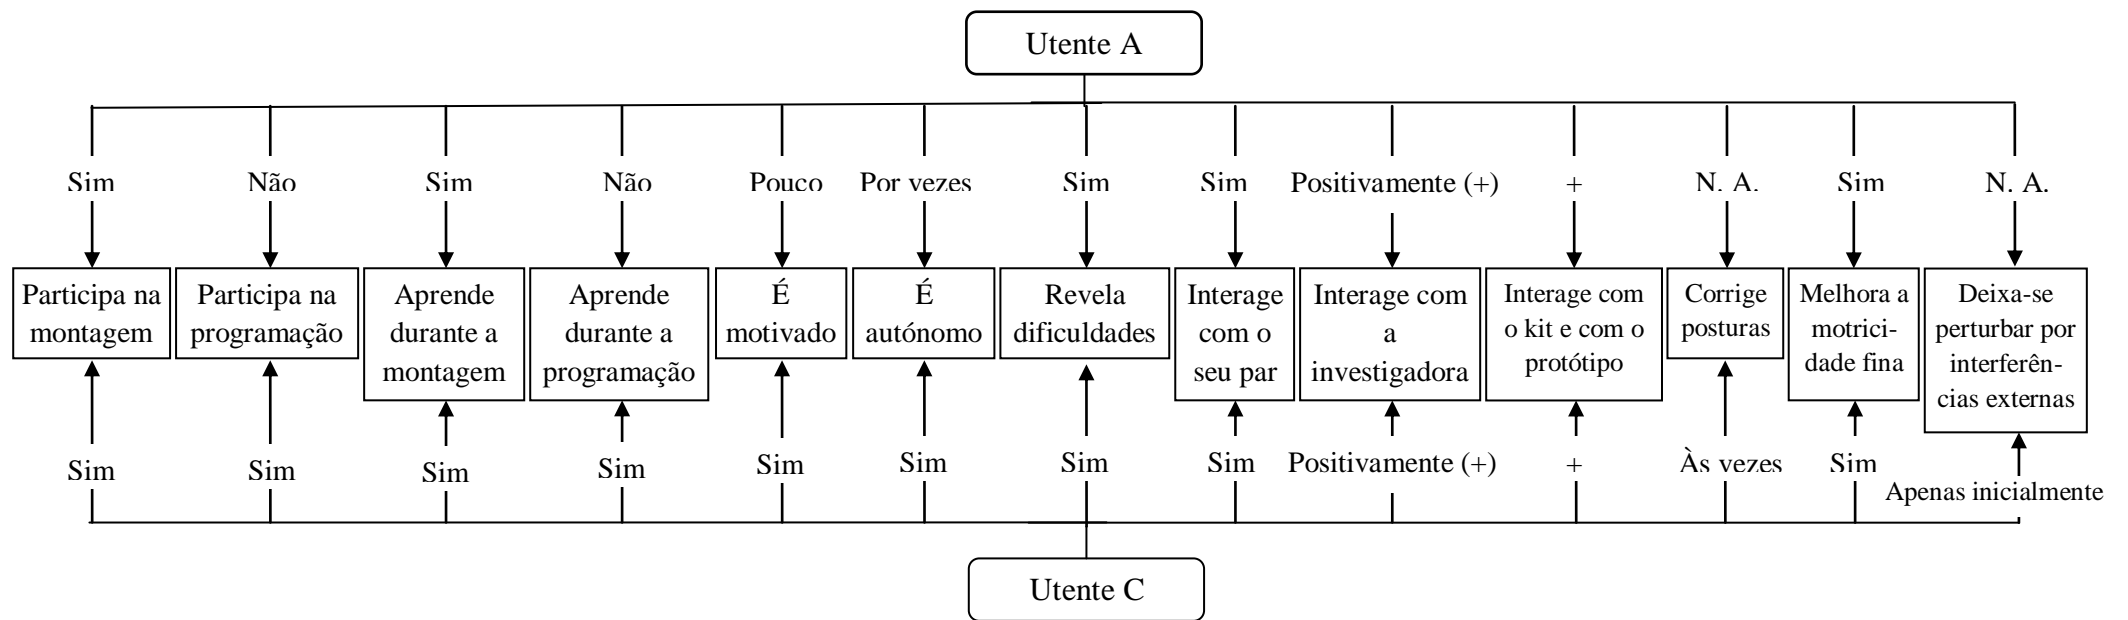 Utente A
Sim
Não
Sim
Não
Pouco
Por vezes
Sim
Sim
Positivamente (+)
+
N. A.
Sim
N. A.
Participa na
montagem
Participa na
programação
Aprende
durante a
montagem
Aprende
durante a
programação
É
motivado
É
autónomo
Revela
dificuldades
Interage
com o
seu par
Interage com
a
investigadora
Interage com
o kit e com o
protótipo
Corrige
posturas
Melhora a
motrici-
dade fina
Deixa-se
perturbar por
interferên-
cias externas
Sim
Sim
Sim
Sim
Sim
Sim
Sim
Sim
Positivamente (+)
+
Às vezes
Sim
Apenas inicialmente
Utente C